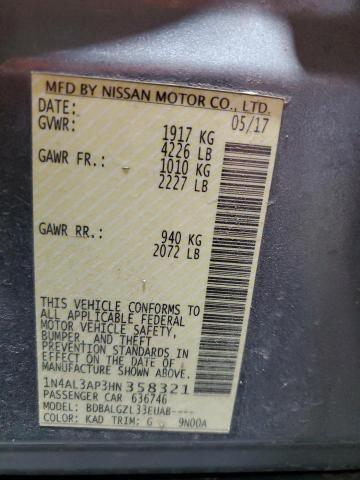 MFD BY NISSAN MOTOR CO., LTD.
DATE: 05/17
GVWR: 1917 KG
4226 LB
GAWR FR.: 1010 KG
2227 LB
GAWR RR.: 940 KG
2072 LB
THIS VEHICLE CONFORMS TO
ALL APPLICABLE FEDERAL
MOTOR VEHICLE SAFETY,
BUMPER, AND THEFT
PREVENTION STANDARDS IN
EFFECT ON THE DATE OF
MANUFACTURE SHOWN ABOVE.
1N4AL3AP3HN358321
PASSENGER CAR 636746
MODEL: BDBALGZL33EUAB----
COLOR: KAD TRIM: G 9N00A